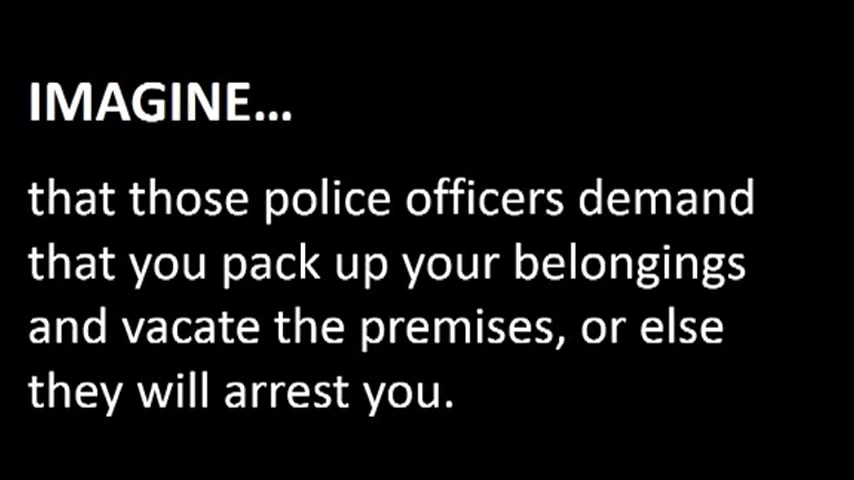 IMAGINE…
that those police officers demand
that you pack up your belongings
and vacate the premises, or else
they will arrest you.